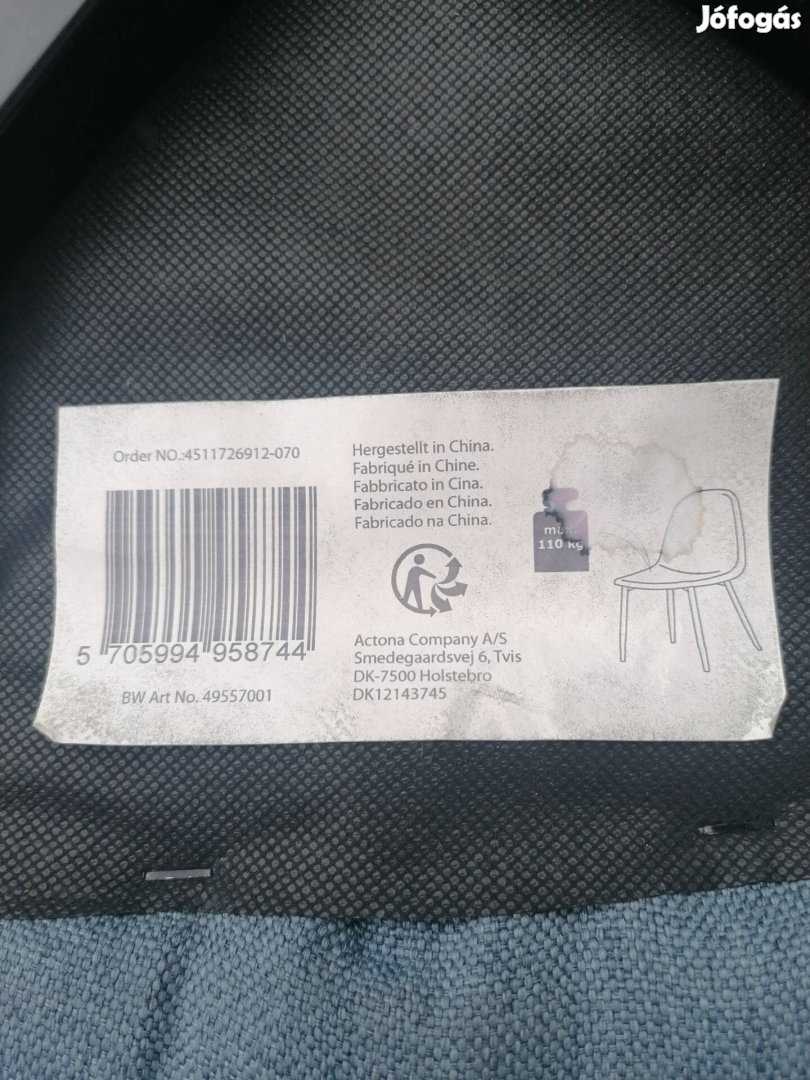 Jófogás
Order NO.:4511726912-070
5 705994 958744
BW Art No. 49557001
Hergestellt in China.
Fabriqué in Chine.
Fabbricato in Cina.
Fabricado en China.
Fabricado na China.
Actona Company A/S
Smedegaardsvej 6, Tvis
DK-7500 Holstebro
DK12143745
max.
110 kg